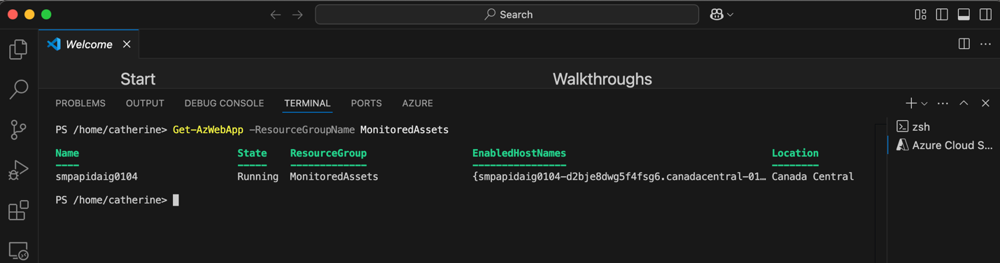 Search
Welcome
Start
Walkthroughs
PROBLEMS OUTPUT DEBUG CONSOLE TERMINAL PORTS AZURE
PS /home/catherine> Get-AzWebApp -ResourceGroupName MonitoredAssets
zsh
Azure Cloud S...
Name State ResourceGroup EnabledHostNames Location
---- ----- ------------- ---------------- --------
smpapidaig0104 Running MonitoredAssets {smpapidaig0104-d2bje8dwg5f4fsg6.canadacentral-01… Canada Central
PS /home/catherine>